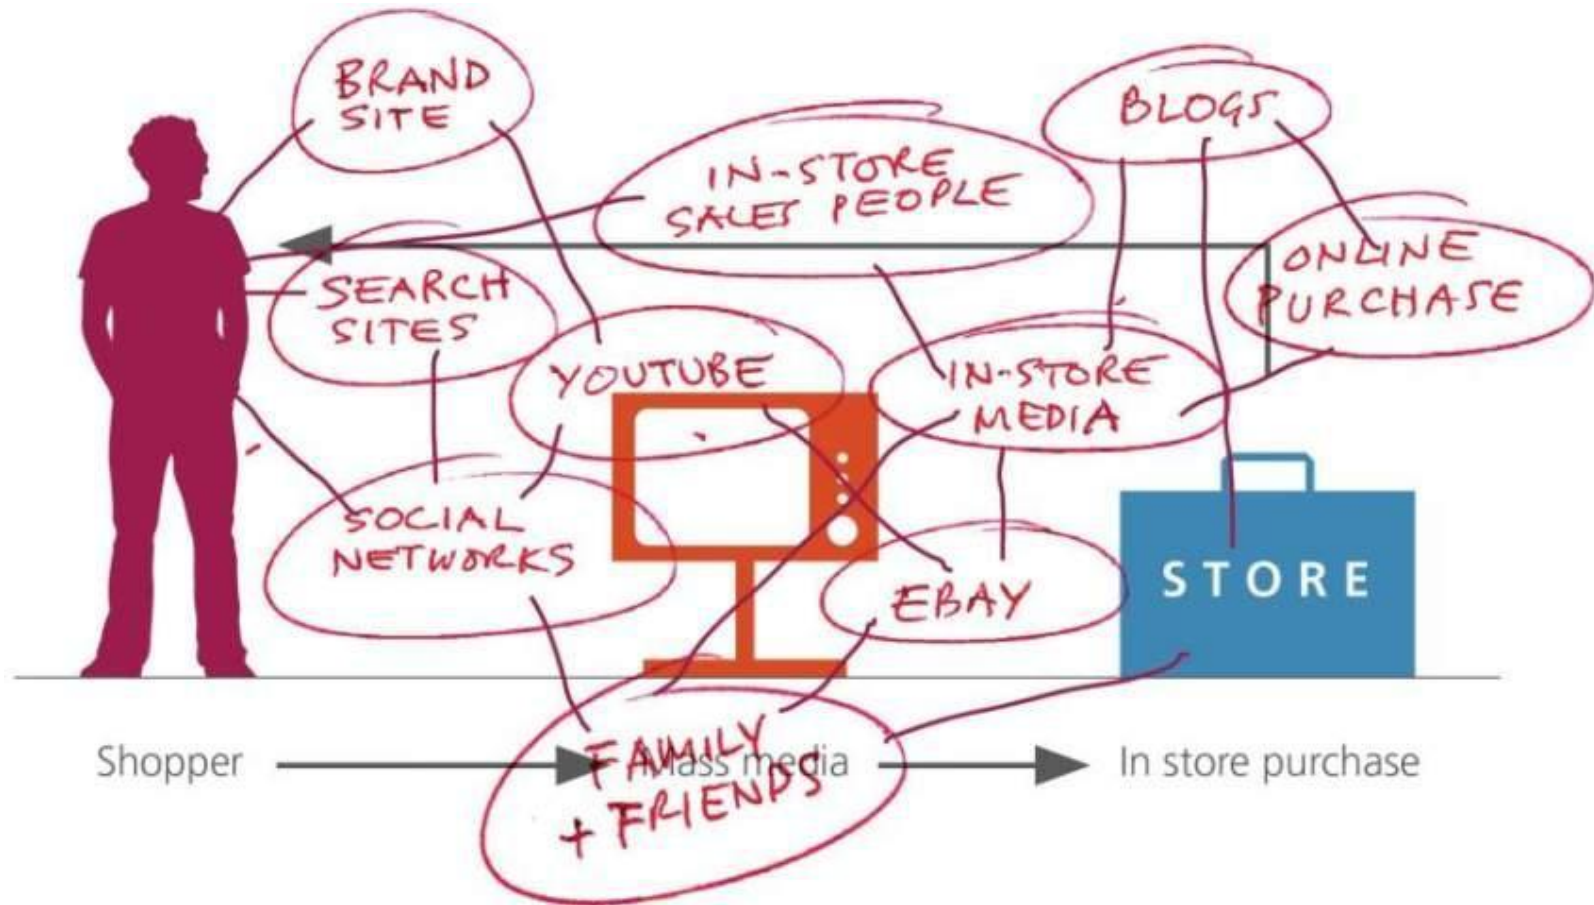 BRAND
SITE
BLOGS
IN-STORE
SALES PEOPLE
ONLINE
PURCHASE
SEARCH
SITES
YOUTUBE
IN-STORE
MEDIA
SOCIAL
NETWORKS
EBAY
STORE
FAMILY
+ FRIENDS
Shopper
Mass media
In store purchase